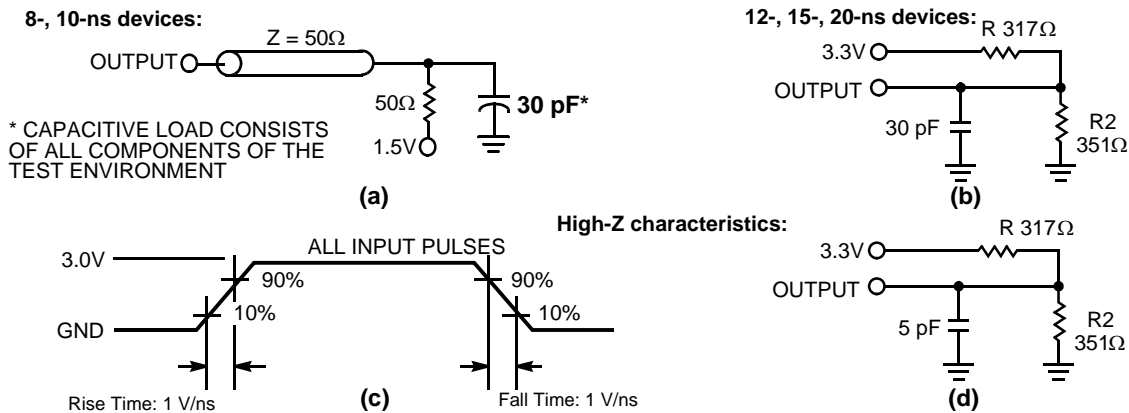 8-, 10-ns devices:
Z = 50Ω
OUTPUT
50Ω
30 pF*
1.5V
* CAPACITIVE LOAD CONSISTS
OF ALL COMPONENTS OF THE
TEST ENVIRONMENT
(a)
12-, 15-, 20-ns devices:
R 317Ω
3.3V
OUTPUT
30 pF
R2
351Ω
(b)
ALL INPUT PULSES
3.0V
90%
10%
GND
90%
10%
Rise Time: 1 V/ns
(c)
Fall Time: 1 V/ns
High-Z characteristics:
R 317Ω
3.3V
OUTPUT
5 pF
R2
351Ω
(d)